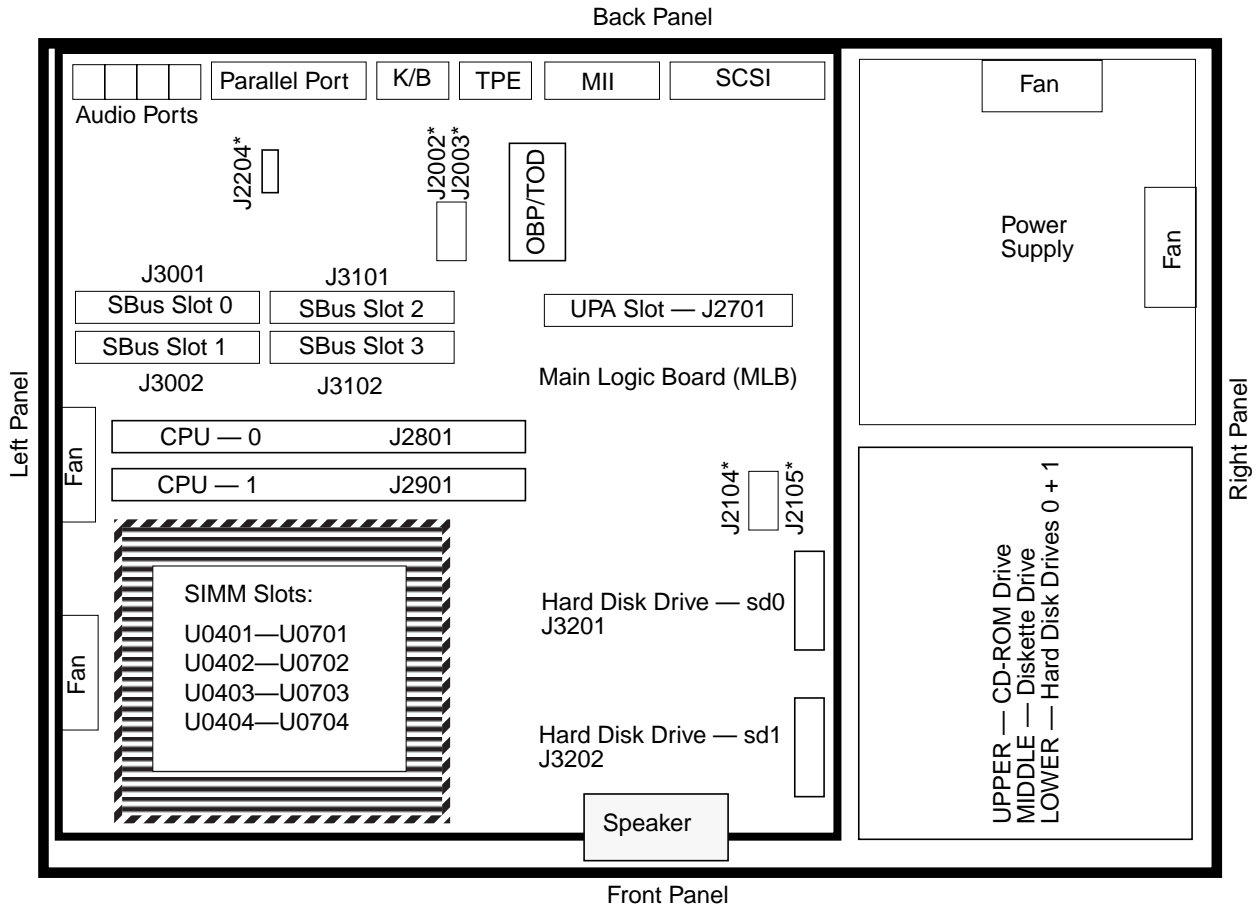 Back Panel
Parallel Port
K/B
TPE
MII
SCSI
Fan
Audio Ports
J2204*
J2002*
J2003*
OBP/TOD
Power
Supply
Fan
J3001
J3101
SBus Slot 0
SBus Slot 2
UPA Slot — J2701
SBus Slot 1
SBus Slot 3
J3002
J3102
Main Logic Board (MLB)
Left Panel
Right Panel
Fan
CPU — 0
J2801
CPU — 1
J2901
J2104*
J2105*
UPPER — CD-ROM Drive
MIDDLE — Diskette Drive
LOWER — Hard Disk Drives 0 + 1
SIMM Slots:
U0401—U0701
U0402—U0702
U0403—U0703
U0404—U0704
Fan
Hard Disk Drive — sd0
J3201
Hard Disk Drive — sd1
J3202
Speaker
Front Panel